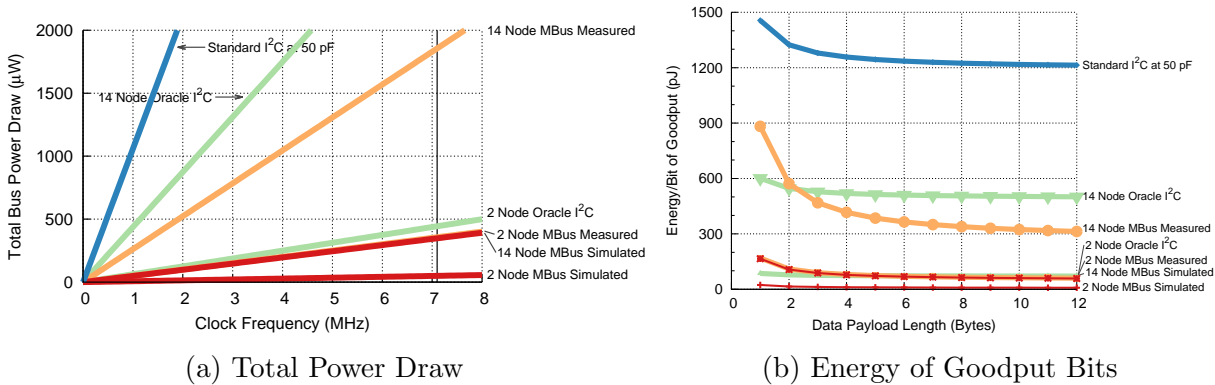 2000
1500
1000
500
0
Total Bus Power Draw (µW)
0 1 2 3 4 5 6 7 8
Clock Frequency (MHz)
Standard I²C at 50 pF
14 Node Oracle I²C
14 Node MBus Measured
2 Node Oracle I²C
2 Node MBus Measured
14 Node MBus Simulated
2 Node MBus Simulated
(a) Total Power Draw
1500
1200
900
600
300
0
Energy/Bit of Goodput (pJ)
0 2 4 6 8 10 12
Data Payload Length (Bytes)
Standard I²C at 50 pF
14 Node Oracle I²C
14 Node MBus Measured
2 Node Oracle I²C
2 Node MBus Measured
14 Node MBus Simulated
2 Node MBus Simulated
(b) Energy of Goodput Bits